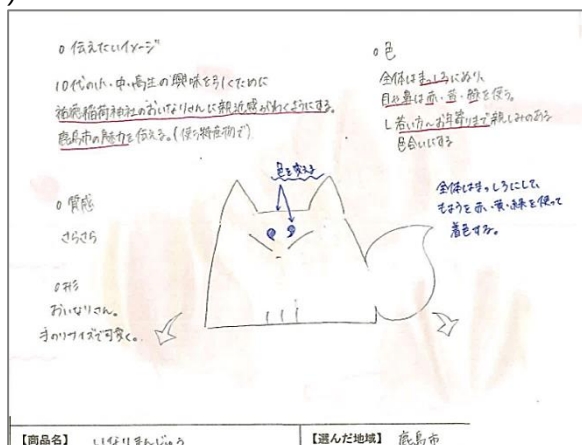 )
○伝えたいイメージ
10代の小・中・高生の興味を引くために
祐徳稲荷神社のおいなりさんに親近感がわくようにする。
鹿島市の魅力を伝える。(使う特産物で)
○色
全体はまっしろにぬり、
目や鼻は赤・黄・緑を使う。
若い方〜お年寄りまで親しみのある
色合いにする
○質感
さらさら
色を変える
全体はまっしろにして、
もようを赤・黄・緑を使って
着色する。
○形
おいなりさん。
手のりサイズで可愛く。
【商品名】 いなりまんじゅう
【選んだ地域】 鹿島市